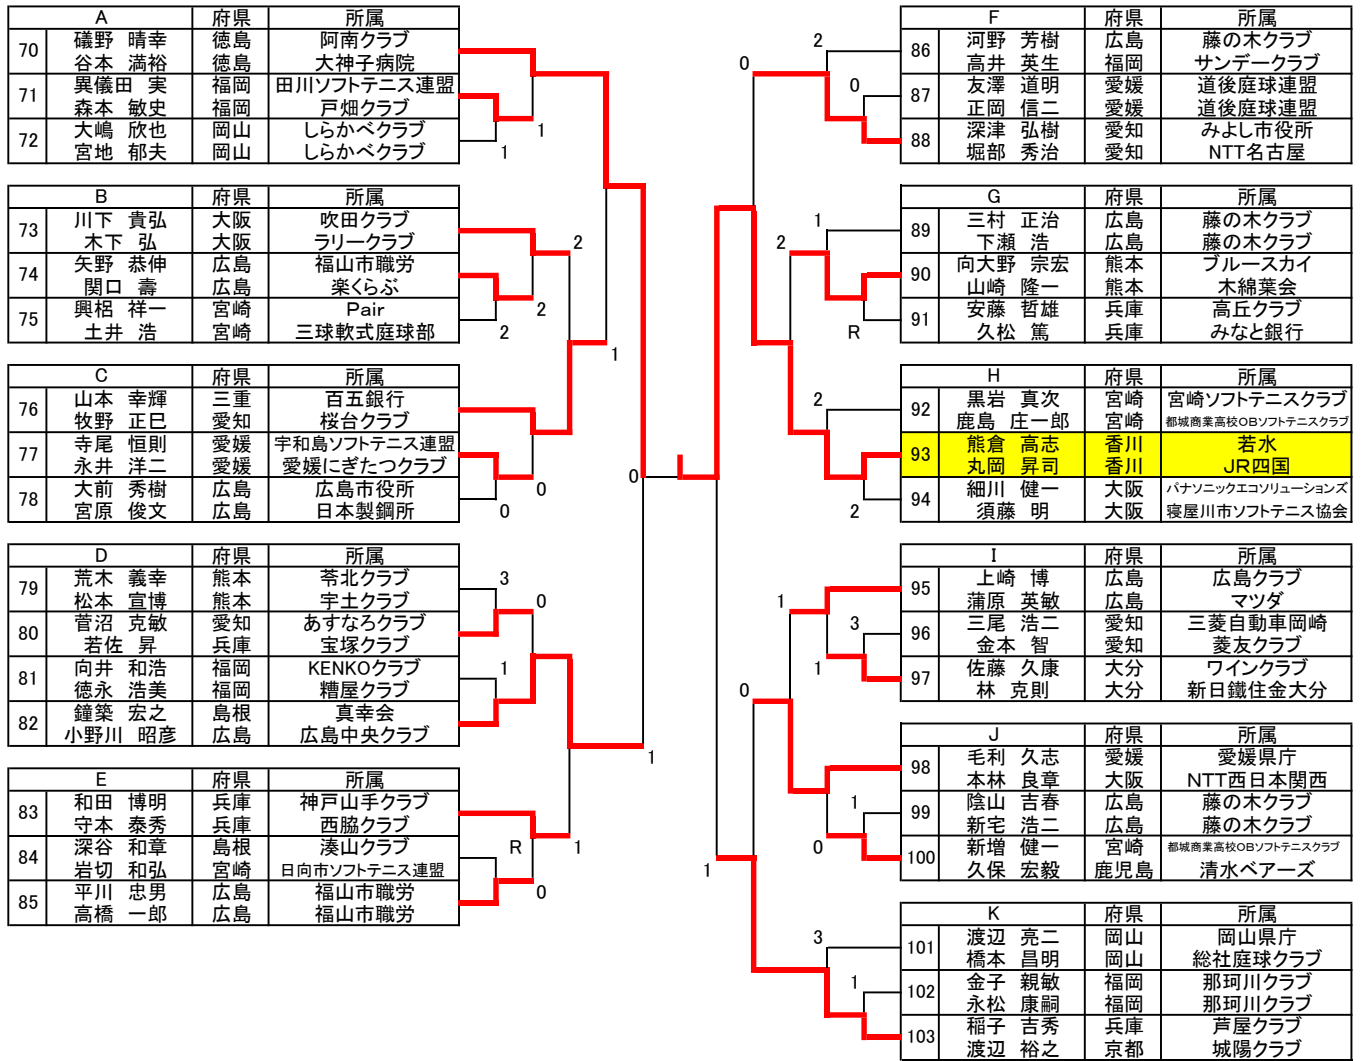 A 府県 所属
70 礒野 晴幸 徳島 阿南クラブ
谷本 満裕 徳島 大神子病院
71 異儀田 実 福岡 田川ソフトテニス連盟
森本 敏史 福岡 戸畑クラブ
72 大嶋 欣也 岡山 しらかべクラブ
宮地 郁夫 岡山 しらかべクラブ
1
1
B 府県 所属
73 川下 貴弘 大阪 吹田クラブ
木下 弘 大阪 ラリークラブ
74 矢野 恭伸 広島 福山市職労
関口 壽 広島 楽くらぶ
75 興梠 祥一 宮崎 Pair
土井 浩 宮崎 三球軟式庭球部
2
2
2
1
C 府県 所属
76 山本 幸輝 三重 百五銀行
牧野 正巳 愛知 桜台クラブ
77 寺尾 恒則 愛媛 宇和島ソフトテニス連盟
永井 洋二 愛媛 愛媛にぎたつクラブ
78 大前 秀樹 広島 広島市役所
宮原 俊文 広島 日本製鋼所
0
0
0
D 府県 所属
79 荒木 義幸 熊本 苓北クラブ
松本 宣博 熊本 宇土クラブ
80 菅沼 克敏 愛知 あすなろクラブ
若佐 昇 兵庫 宝塚クラブ
81 向井 和浩 福岡 KENKOクラブ
徳永 浩美 福岡 糟屋クラブ
82 鐘築 宏之 島根 真幸会
小野川 昭彦 広島 広島中央クラブ
3
0
1
1
E 府県 所属
83 和田 博明 兵庫 神戸山手クラブ
守本 泰秀 兵庫 西脇クラブ
84 深谷 和章 島根 湊山クラブ
岩切 和弘 宮崎 日向市ソフトテニス連盟
85 平川 忠男 広島 福山市職労
高橋 一郎 広島 福山市職労
R
1
0
F 府県 所属
86 河野 芳樹 広島 藤の木クラブ
高井 英生 福岡 サンデークラブ
87 友澤 道明 愛媛 道後庭球連盟
正岡 信二 愛媛 道後庭球連盟
88 深津 弘樹 愛知 みよし市役所
堀部 秀治 愛知 NTT名古屋
2
0
0
G 府県 所属
89 三村 正治 広島 藤の木クラブ
下瀬 浩 広島 藤の木クラブ
90 向大野 宗宏 熊本 ブルースカイ
山崎 隆一 熊本 木綿葉会
91 安藤 哲雄 兵庫 高丘クラブ
久松 篤 兵庫 みなと銀行
1
2
R
H 府県 所属
92 黒岩 真次 宮崎 宮崎ソフトテニスクラブ
鹿島 庄一郎 宮崎 都城商業高校OBソフトテニスクラブ
93 熊倉 高志 香川 若水
丸岡 昇司 香川 JR四国
94 細川 健一 大阪 パナソニックエコソリューションズ
須藤 明 大阪 寝屋川市ソフトテニス協会
2
2
I 府県 所属
95 上崎 博 広島 広島クラブ
蒲原 英敏 広島 マツダ
96 三尾 浩二 愛知 三菱自動車岡崎
金本 智 愛知 菱友クラブ
97 佐藤 久康 大分 ワインクラブ
林 克則 大分 新日鐵住金大分
1
3
1
0
J 府県 所属
98 毛利 久志 愛媛 愛媛県庁
本林 良章 大阪 NTT西日本関西
99 陰山 吉春 広島 藤の木クラブ
新宅 浩二 広島 藤の木クラブ
100 新増 健一 宮崎 都城商業高校OBソフトテニスクラブ
久保 宏毅 鹿児島 清水ベアーズ
1
0
1
K 府県 所属
101 渡辺 亮二 岡山 岡山県庁
橋本 昌明 岡山 総社庭球クラブ
102 金子 親敏 福岡 那珂川クラブ
永松 康嗣 福岡 那珂川クラブ
103 稲子 吉秀 兵庫 芦屋クラブ
渡辺 裕之 京都 城陽クラブ
3
1
0